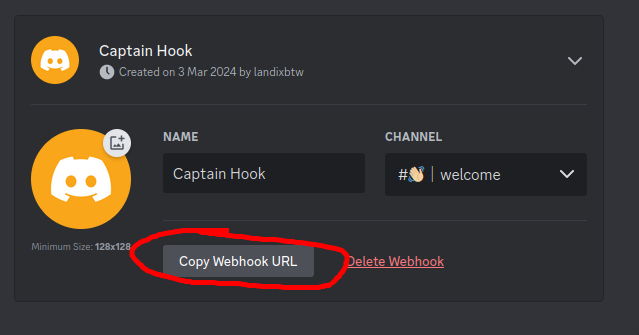 Captain Hook
Created on 3 Mar 2024 by landixbtw
NAME
CHANNEL
Captain Hook
#👋🏻 | welcome
Minimum Size: 128x128
Copy Webhook URL
Delete Webhook